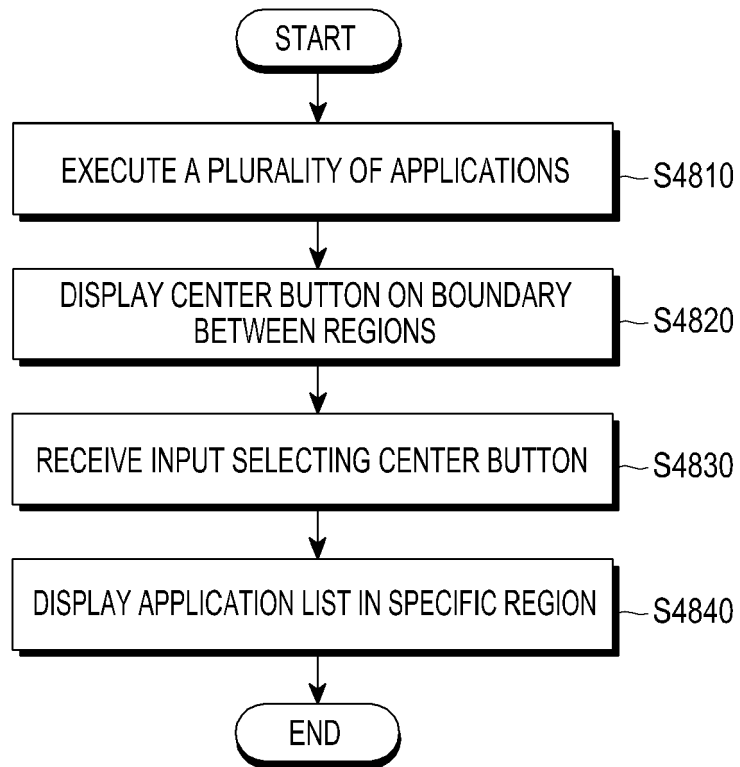 START
EXECUTE A PLURALITY OF APPLICATIONS
S4810
DISPLAY CENTER BUTTON ON BOUNDARY
BETWEEN REGIONS
S4820
RECEIVE INPUT SELECTING CENTER BUTTON
S4830
DISPLAY APPLICATION LIST IN SPECIFIC REGION
S4840
END